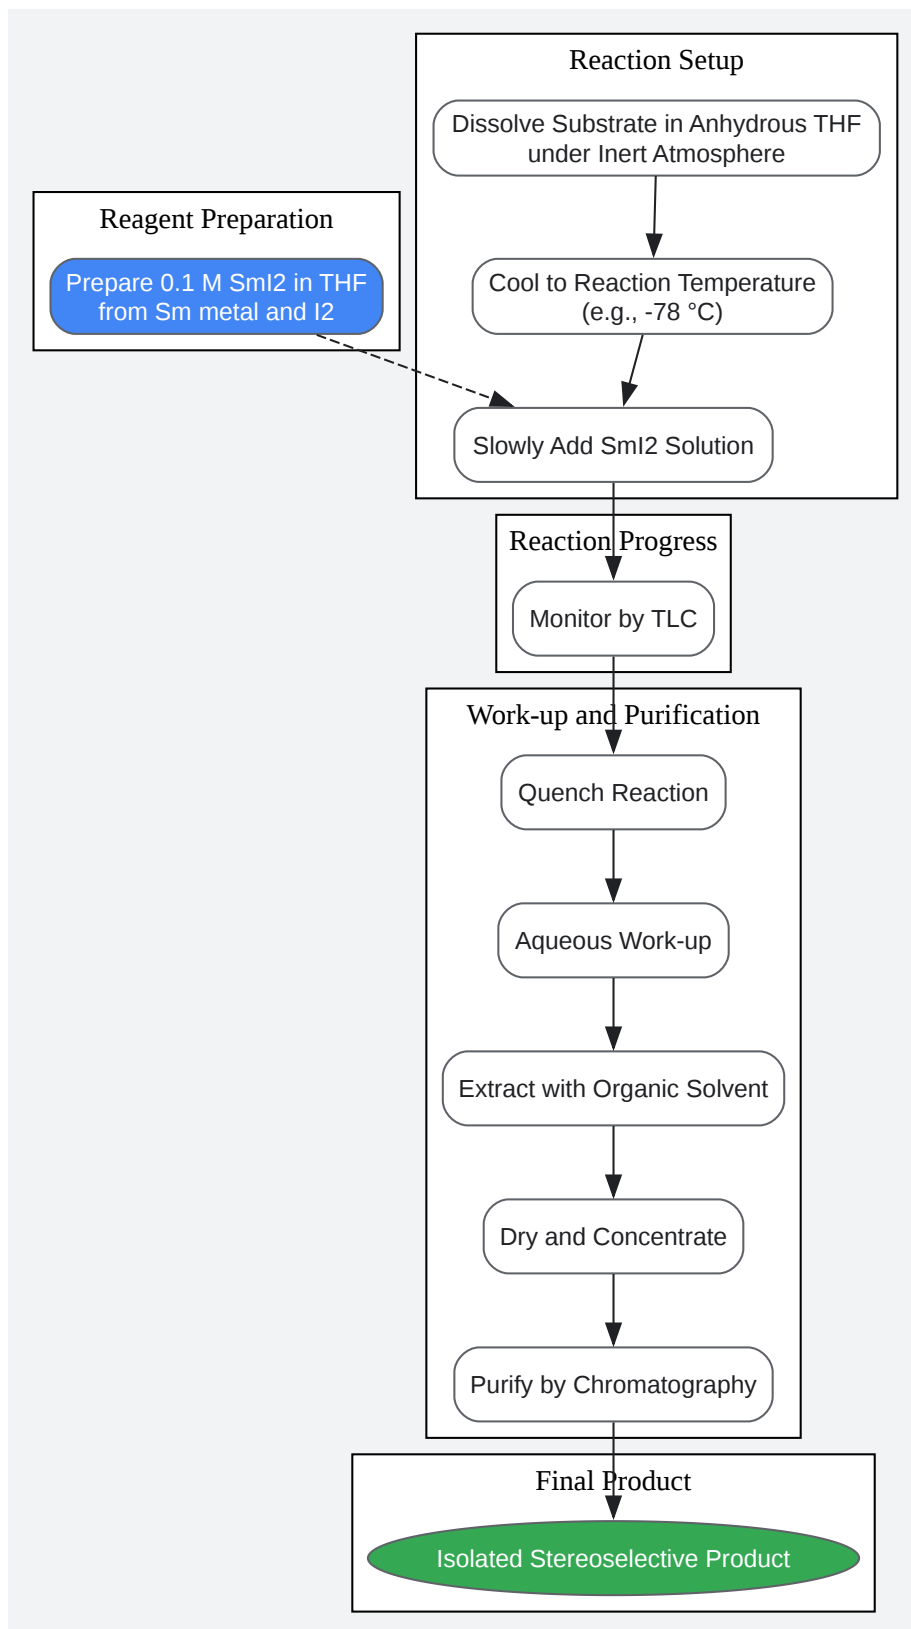 Reaction Setup
Dissolve Substrate in Anhydrous THF
under Inert Atmosphere
Reagent Preparation
Prepare 0.1 M SmI2 in THF
from Sm metal and I2
Cool to Reaction Temperature
(e.g., -78 °C)
Slowly Add SmI2 Solution
Reaction Progress
Monitor by TLC
Work-up and Purification
Quench Reaction
Aqueous Work-up
Extract with Organic Solvent
Dry and Concentrate
Purify by Chromatography
Final Product
Isolated Stereoselective Product